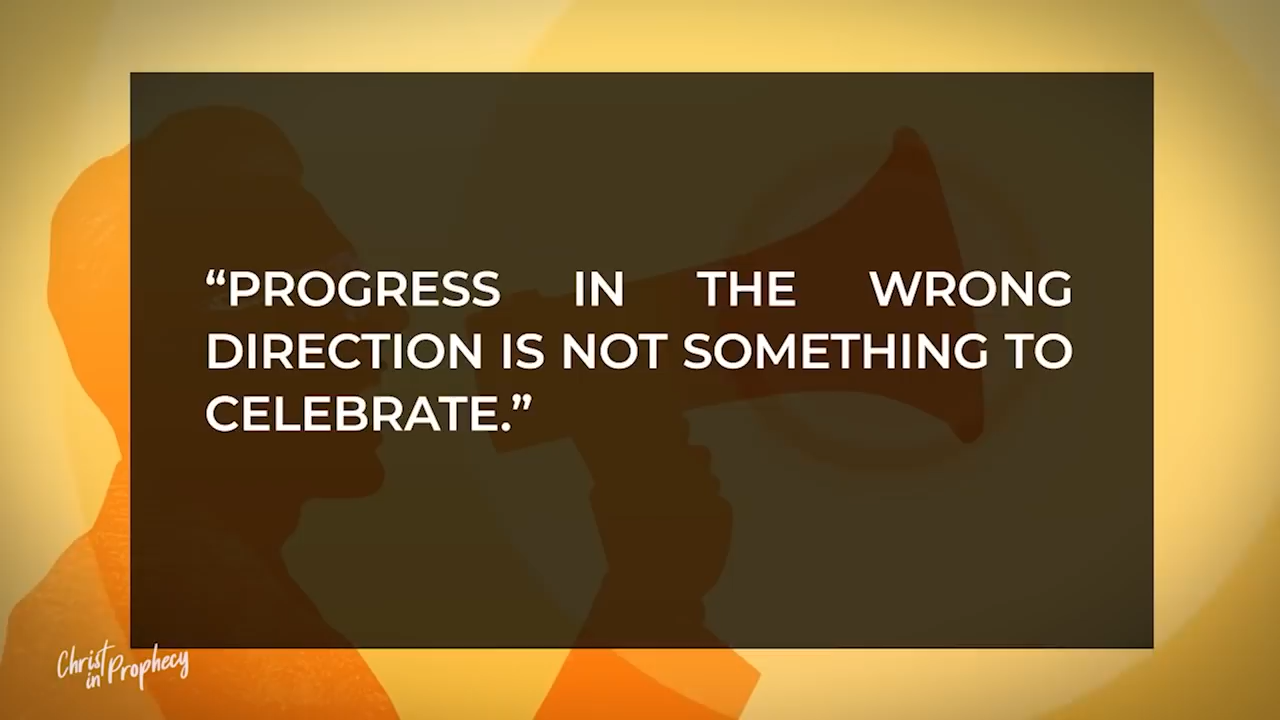 “PROGRESS IN THE WRONG
DIRECTION IS NOT SOMETHING TO
CELEBRATE.”
Christ
in Prophecy